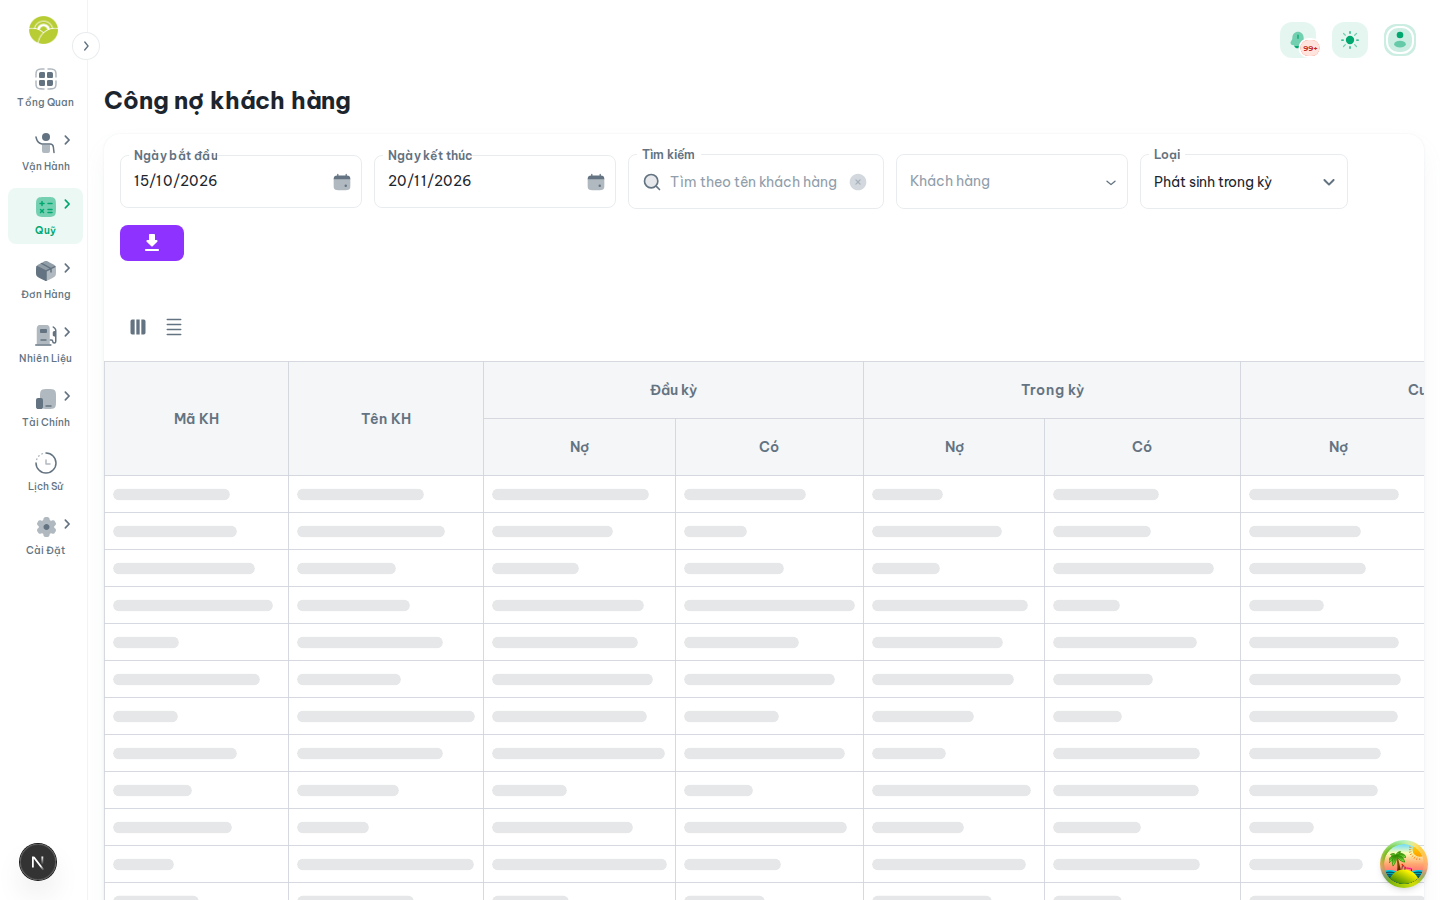 99+
Tổng Quan
Vận Hành
Quỹ
Đơn Hàng
Nhiên Liệu
Tài Chính
Lịch Sử
Cài Đặt
N
Công nợ khách hàng
Ngày bắt đầu
15/10/2026
Ngày kết thúc
20/11/2026
Tìm kiếm
Tìm theo tên khách hàng
Khách hàng
Loại
Phát sinh trong kỳ
Mã KH
Tên KH
Đầu kỳ
Trong kỳ
Nợ
Có
Nợ
Có
Nợ